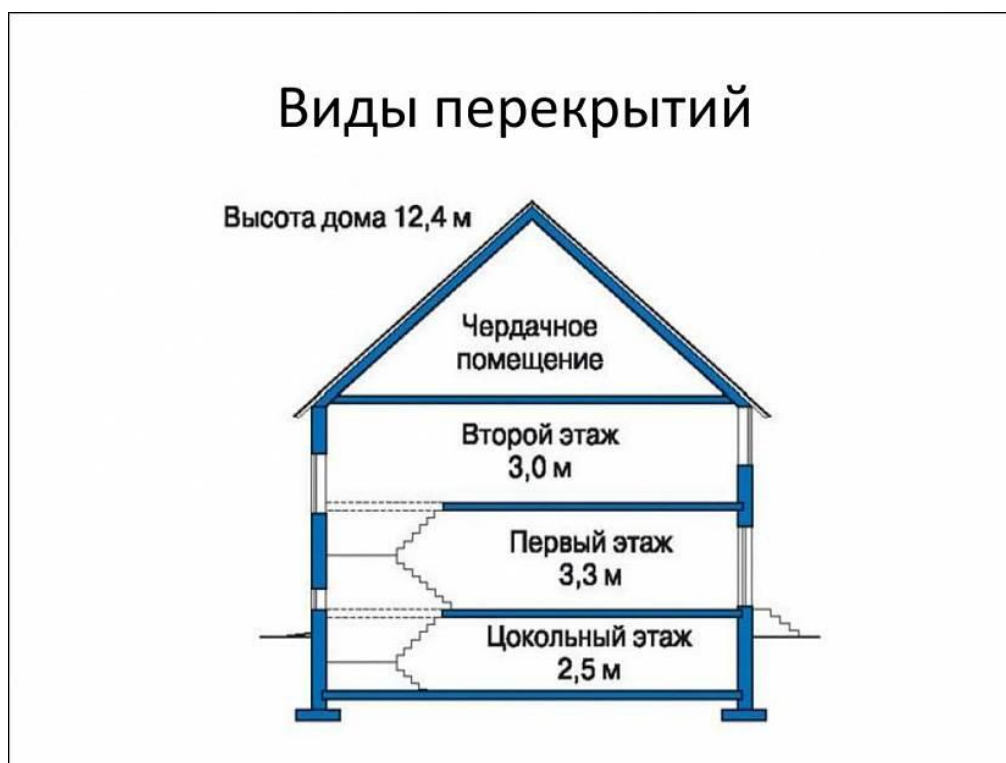 Виды перекрытий
Высота дома 12,4 м
Чердачное
помещение
Второй этаж
3,0 м
Первый этаж
3,3 м
Цокольный этаж
2,5 м